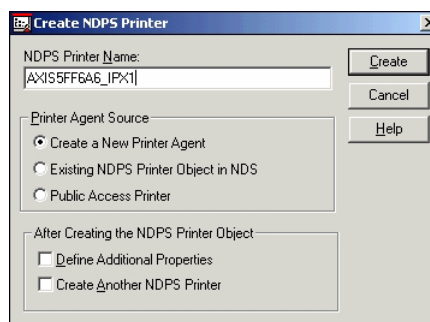 Create NDPS Printer
NDPS Printer Name:
AXIS5FF6A6_IPX1
Create
Cancel
Help
Printer Agent Source
Create a New Printer Agent
Existing NDPS Printer Object in NDS
Public Access Printer
After Creating the NDPS Printer Object
Define Additional Properties
Create Another NDPS Printer